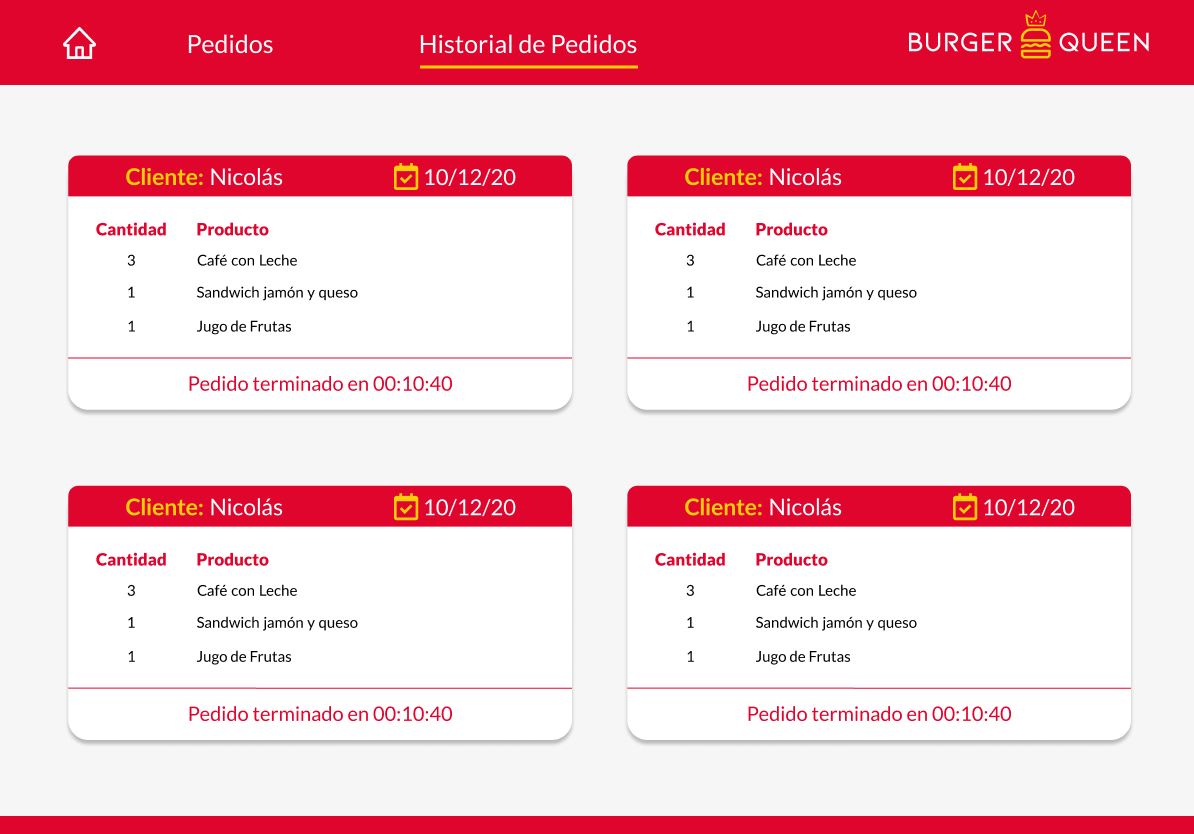 Pedidos Historial de Pedidos BURGER QUEEN
Cliente: Nicolás 10/12/20
Cantidad Producto
3 Café con Leche
1 Sandwich jamón y queso
1 Jugo de Frutas
Pedido terminado en 00:10:40
Cliente: Nicolás 10/12/20
Cantidad Producto
3 Café con Leche
1 Sandwich jamón y queso
1 Jugo de Frutas
Pedido terminado en 00:10:40
Cliente: Nicolás 10/12/20
Cantidad Producto
3 Café con Leche
1 Sandwich jamón y queso
1 Jugo de Frutas
Pedido terminado en 00:10:40
Cliente: Nicolás 10/12/20
Cantidad Producto
3 Café con Leche
1 Sandwich jamón y queso
1 Jugo de Frutas
Pedido terminado en 00:10:40